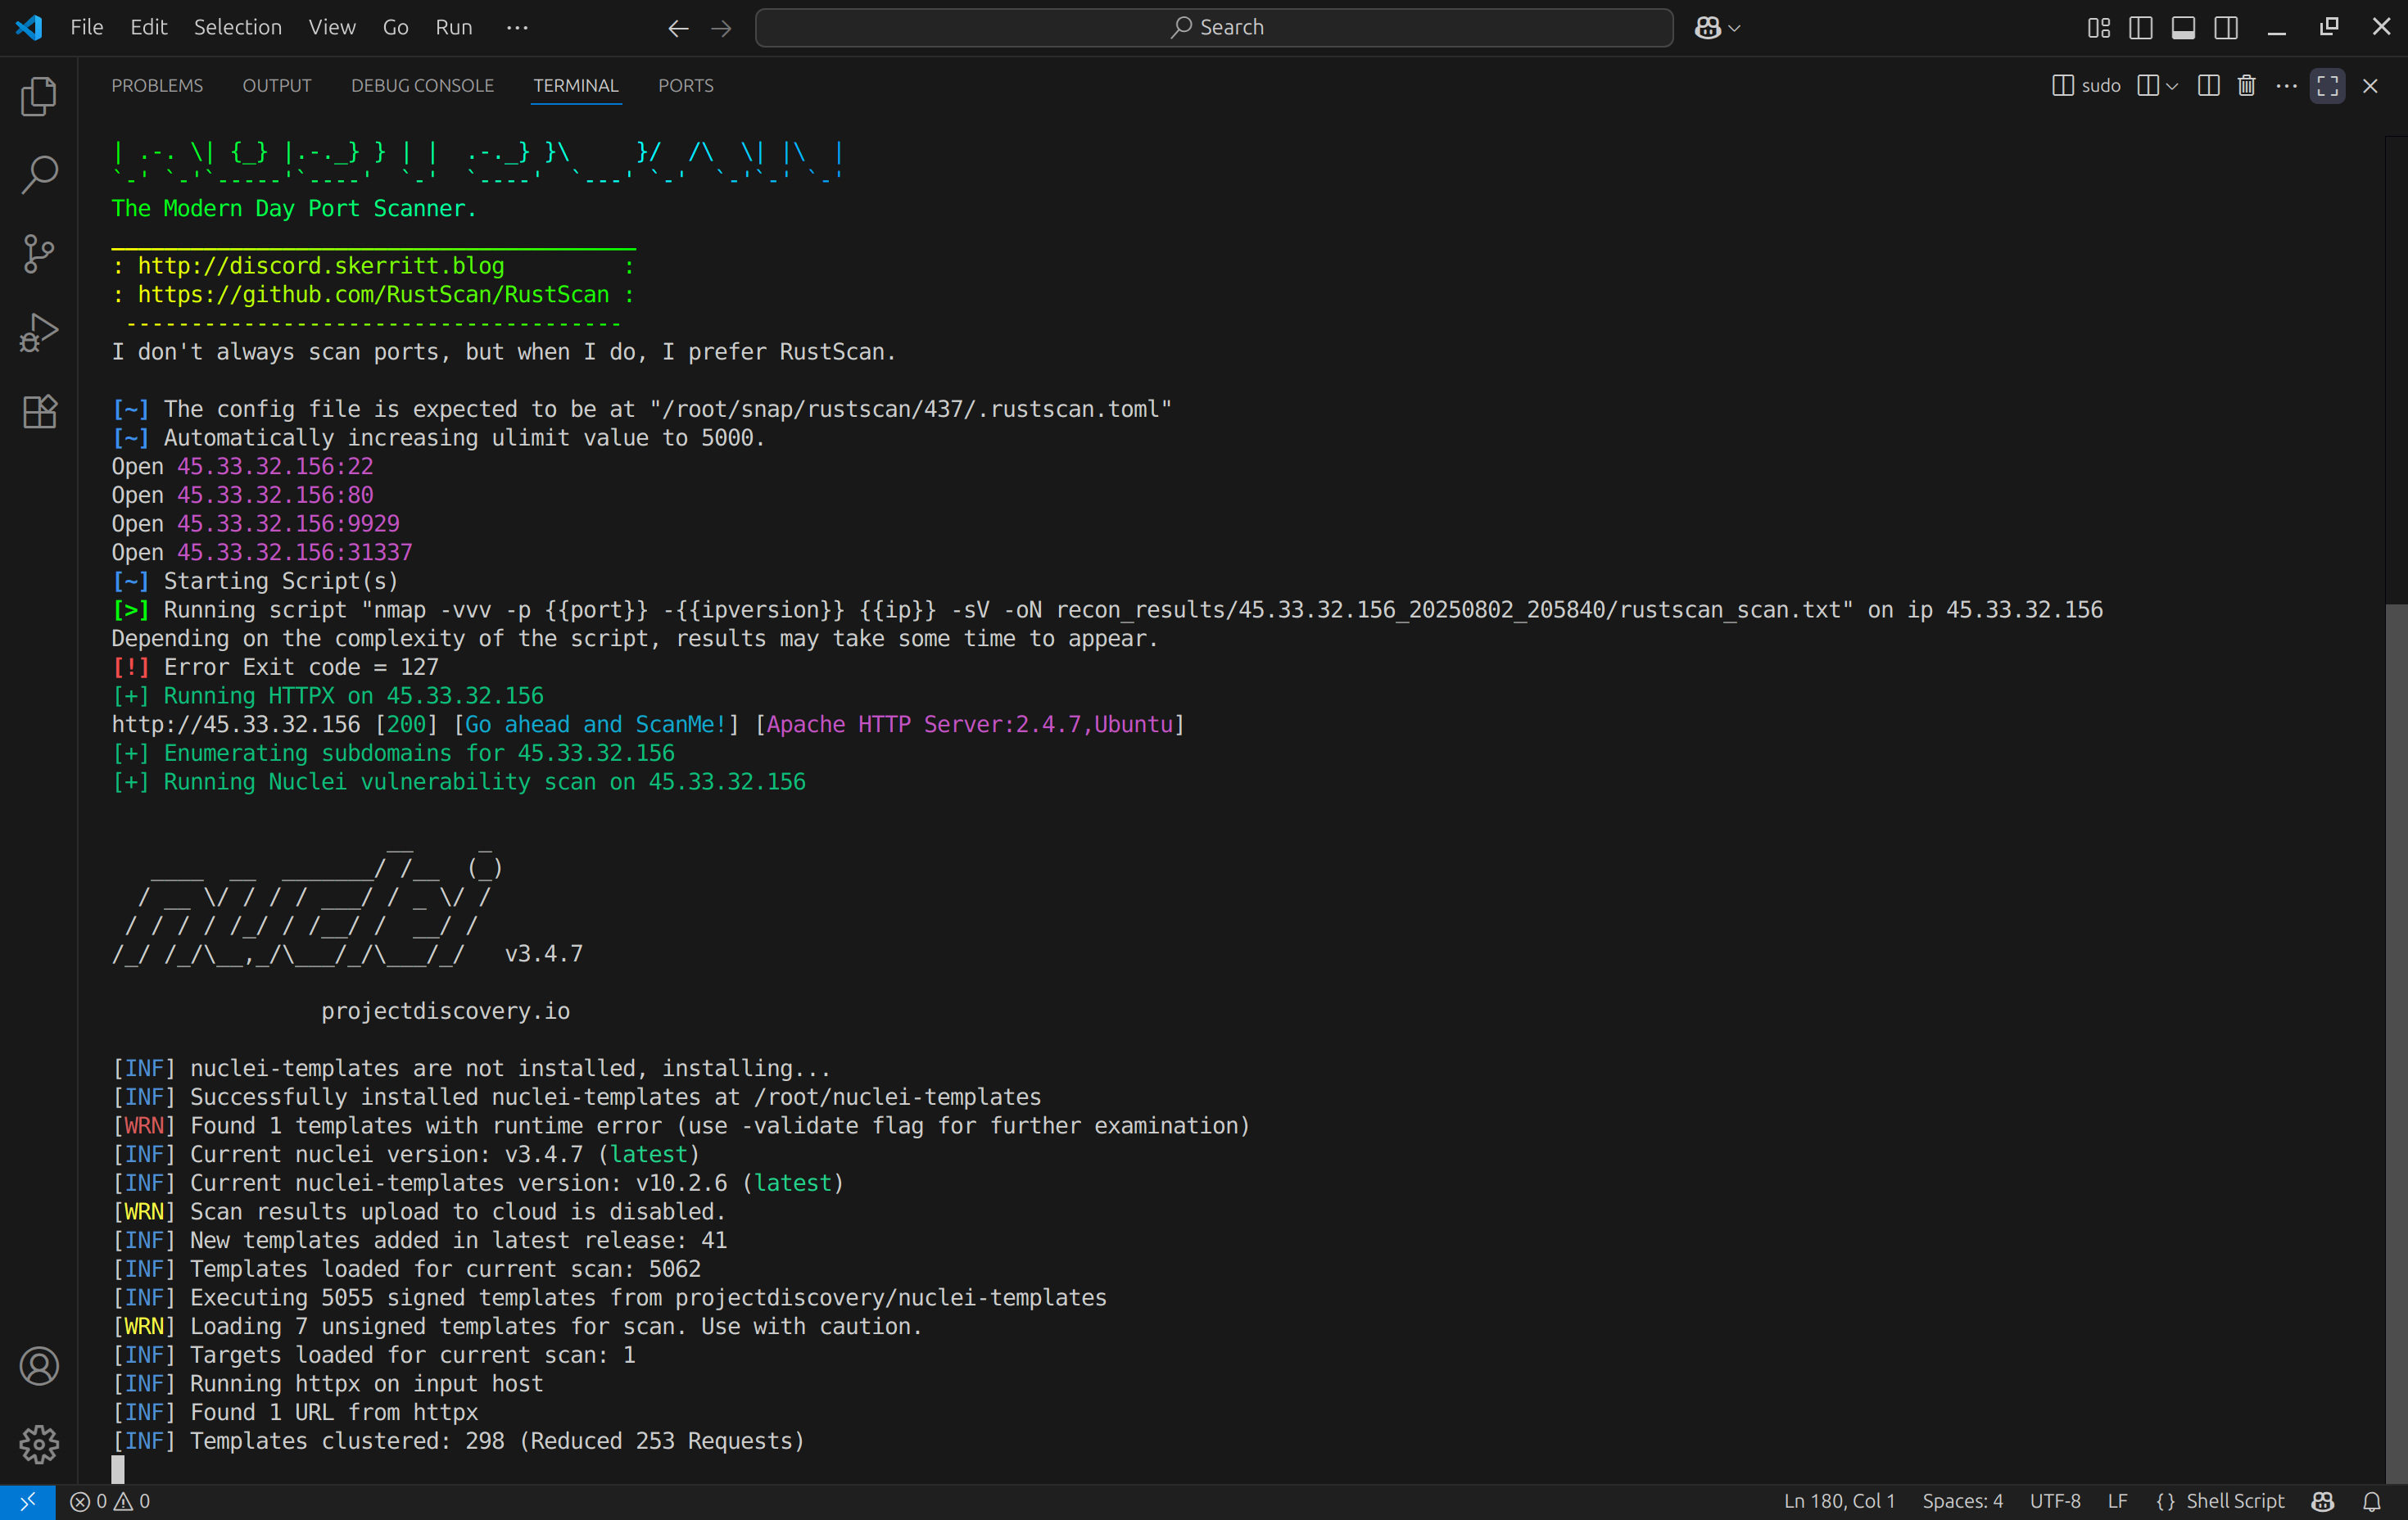 File Edit Selection View Go Run ··· Search
PROBLEMS OUTPUT DEBUG CONSOLE TERMINAL PORTS sudo
| .-. \| {_} |.-._} } | |  .-._} }\     }/  /\  \| |\  |
`-' `-'`-----'`----'  `-'  `----'  `---' `-'  `-'`-' `-'
The Modern Day Port Scanner.
________________________________________
: http://discord.skerritt.blog         :
: https://github.com/RustScan/RustScan :
 --------------------------------------
I don't always scan ports, but when I do, I prefer RustScan.
[~] The config file is expected to be at "/root/snap/rustscan/437/.rustscan.toml"
[~] Automatically increasing ulimit value to 5000.
Open 45.33.32.156:22
Open 45.33.32.156:80
Open 45.33.32.156:9929
Open 45.33.32.156:31337
[~] Starting Script(s)
[>] Running script "nmap -vvv -p {{port}} -{{ipversion}} {{ip}} -sV -oN recon_results/45.33.32.156_20250802_205840/rustscan_scan.txt" on ip 45.33.32.156
Depending on the complexity of the script, results may take some time to appear.
[!] Error Exit code = 127
[+] Running HTTPX on 45.33.32.156
http://45.33.32.156 [200] [Go ahead and ScanMe!] [Apache HTTP Server:2.4.7,Ubuntu]
[+] Enumerating subdomains for 45.33.32.156
[+] Running Nuclei vulnerability scan on 45.33.32.156
                     __     _
   ____  __  _______/ /__  (_)
  / __ \/ / / / ___/ / _ \/ /
 / / / / /_/ / /__/ /  __/ /
/_/ /_/\__,_/\___/_/\___/_/   v3.4.7
projectdiscovery.io
[INF] nuclei-templates are not installed, installing...
[INF] Successfully installed nuclei-templates at /root/nuclei-templates
[WRN] Found 1 templates with runtime error (use -validate flag for further examination)
[INF] Current nuclei version: v3.4.7 (latest)
[INF] Current nuclei-templates version: v10.2.6 (latest)
[WRN] Scan results upload to cloud is disabled.
[INF] New templates added in latest release: 41
[INF] Templates loaded for current scan: 5062
[INF] Executing 5055 signed templates from projectdiscovery/nuclei-templates
[WRN] Loading 7 unsigned templates for scan. Use with caution.
[INF] Targets loaded for current scan: 1
[INF] Running httpx on input host
[INF] Found 1 URL from httpx
[INF] Templates clustered: 298 (Reduced 253 Requests)
0 0 Ln 180, Col 1 Spaces: 4 UTF-8 LF {} Shell Script